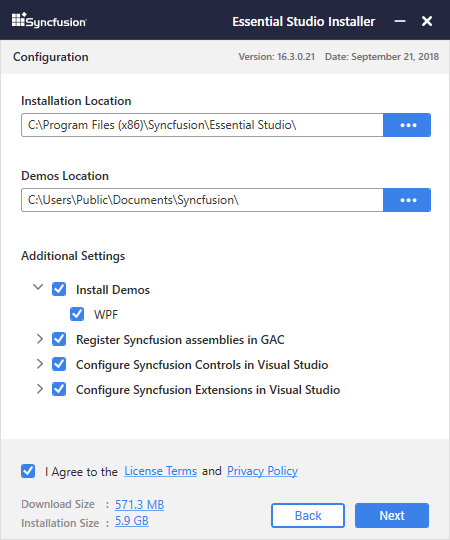 Syncfusion Essential Studio Installer
Configuration Version: 16.3.0.21 Date: September 21, 2018
Installation Location
C:\Program Files (x86)\Syncfusion\Essential Studio\
Demos Location
C:\Users\Public\Documents\Syncfusion\
Additional Settings
Install Demos
WPF
Register Syncfusion assemblies in GAC
Configure Syncfusion Controls in Visual Studio
Configure Syncfusion Extensions in Visual Studio
I Agree to the License Terms and Privacy Policy
Download Size : 571.3 MB
Installation Size : 5.9 GB
Back Next